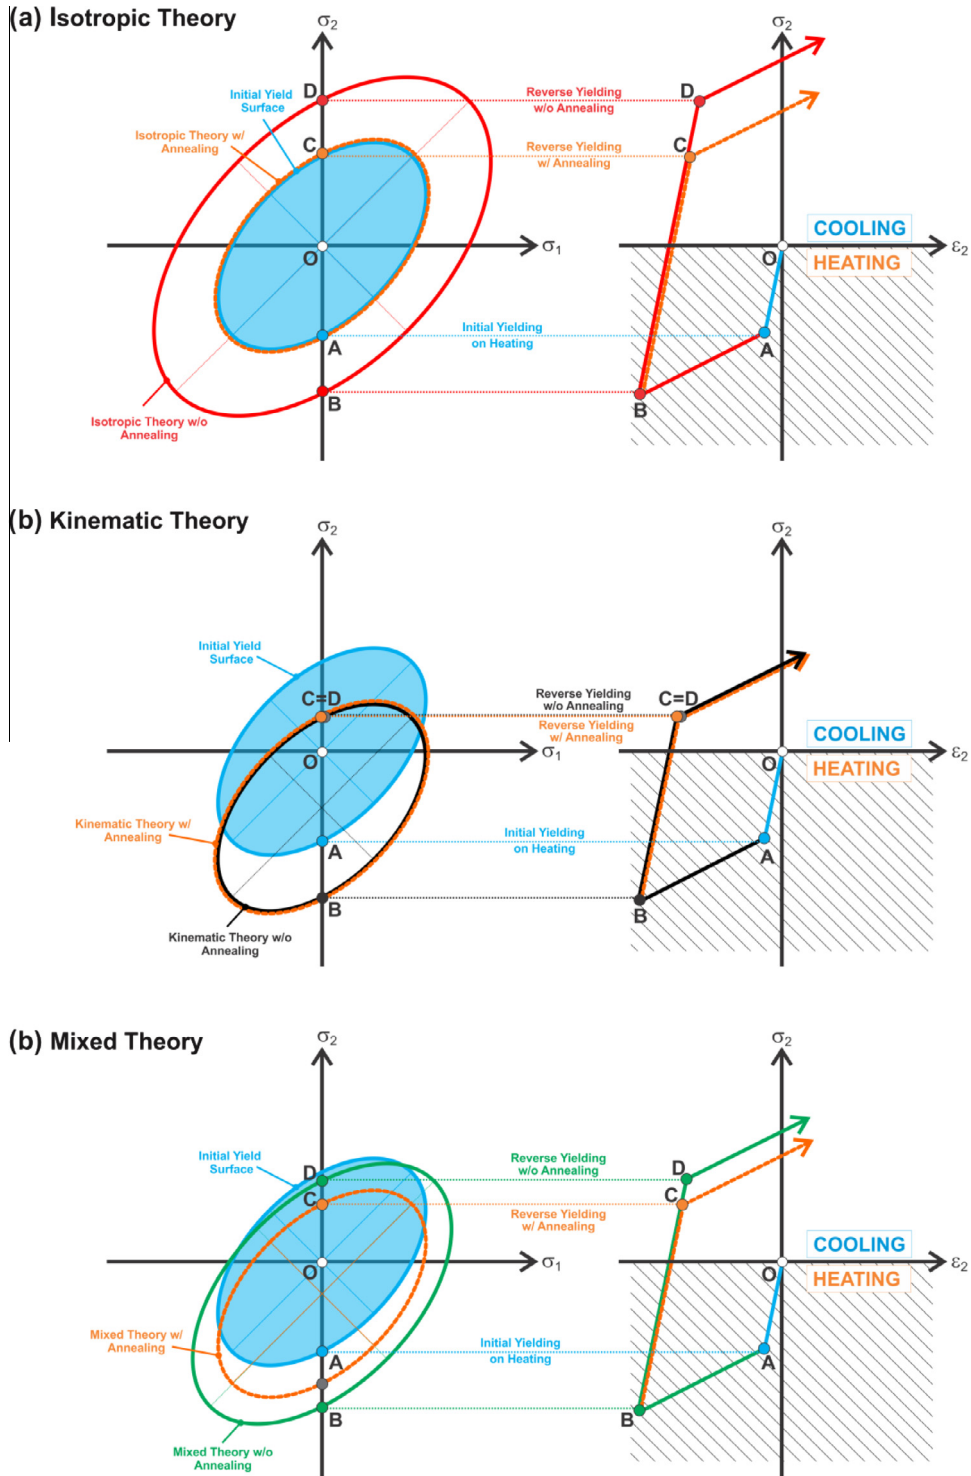 (a) Isotropic Theory
σ₂
σ₂
D
Initial Yield
Surface
Reverse Yielding
w/o Annealing
D
Isotropic Theory w/
Annealing
C
Reverse Yielding
w/ Annealing
C
COOLING
O
σ₁
O
ε₂
HEATING
Initial Yielding
on Heating
A
A
B
B
Isotropic Theory w/o
Annealing
(b) Kinematic Theory
σ₂
σ₂
Initial Yield
Surface
C=D
Reverse Yielding
w/o Annealing
C=D
Reverse Yielding
w/ Annealing
COOLING
O
σ₁
O
ε₂
HEATING
Kinematic Theory w/
Annealing
Initial Yielding
on Heating
A
A
B
B
Kinematic Theory w/o
Annealing
(b) Mixed Theory
σ₂
σ₂
Initial Yield
Surface
D
Reverse Yielding
w/o Annealing
D
C
Reverse Yielding
w/ Annealing
C
COOLING
O
σ₁
O
ε₂
HEATING
Mixed Theory w/
Annealing
Initial Yielding
on Heating
A
A
B
B
Mixed Theory w/o
Annealing